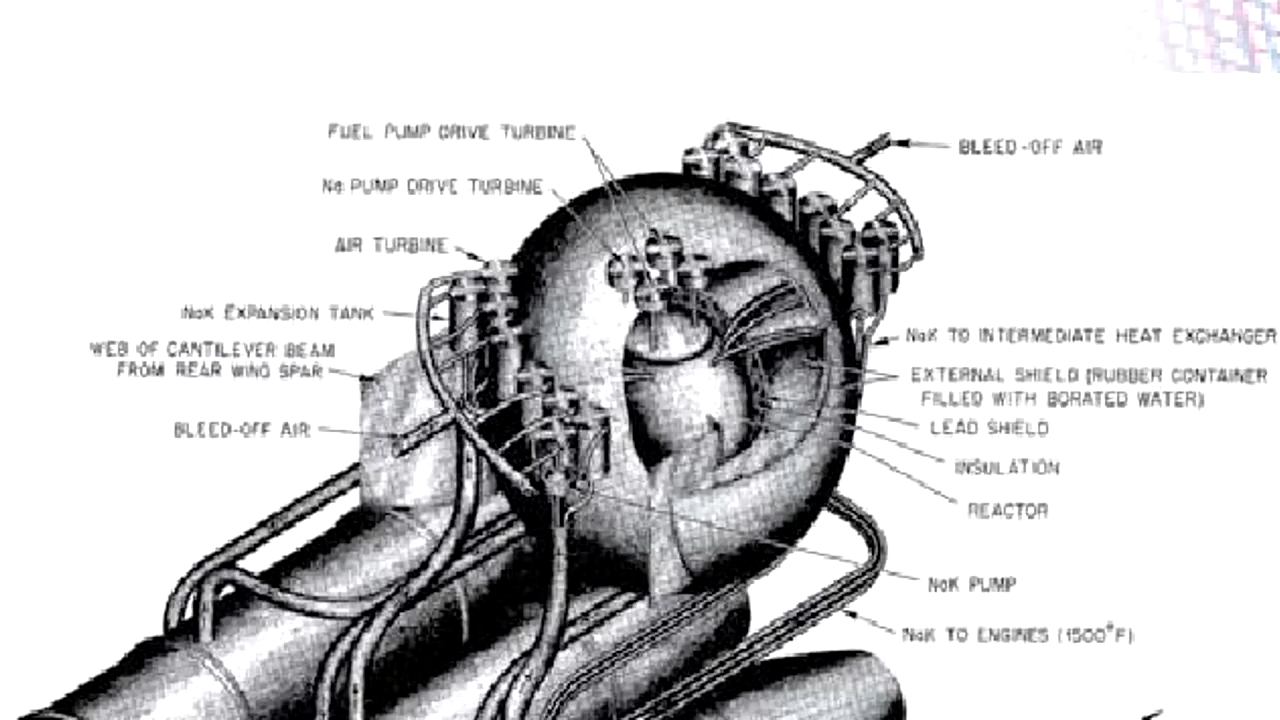 FUEL PUMP DRIVE TURBINE
BLEED-OFF AIR
Na PUMP DRIVE TURBINE
AIR TURBINE
NaK EXPANSION TANK
NaK TO INTERMEDIATE HEAT EXCHANGER
WEB OF CANTILEVER BEAM
FROM REAR WING SPAR
EXTERNAL SHIELD (RUBBER CONTAINER
FILLED WITH BORATED WATER)
BLEED-OFF AIR
LEAD SHIELD
INSULATION
REACTOR
NaK PUMP
NaK TO ENGINES (1500°F)